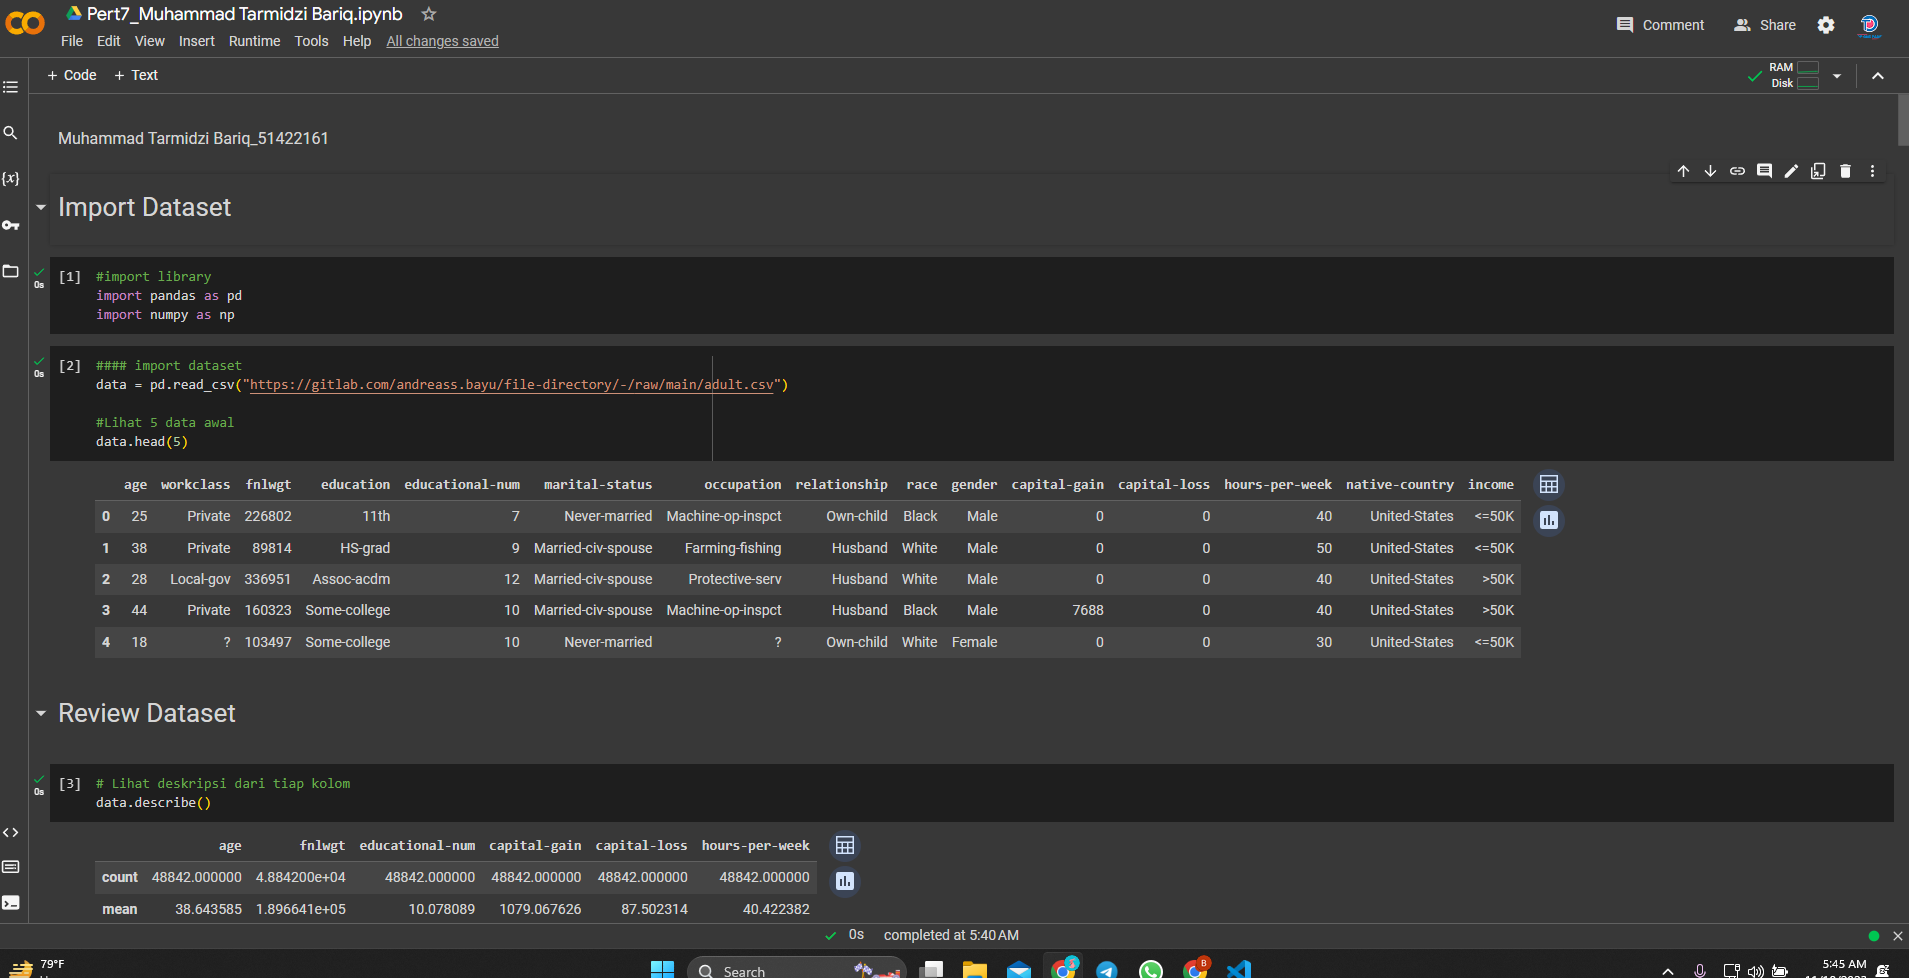 Pert7_Muhammad Tarmidzi Bariq.ipynb
File Edit View Insert Runtime Tools Help All changes saved
Comment Share
+ Code + Text
RAM
Disk
Muhammad Tarmidzi Bariq_51422161
Import Dataset
[1] #import library
0s
import pandas as pd
import numpy as np
[2] #### import dataset
0s
data = pd.read_csv("https://gitlab.com/andreass.bayu/file-directory/-/raw/main/adult.csv")
#Lihat 5 data awal
data.head(5)
age workclass fnlwgt education educational-num marital-status occupation relationship race gender capital-gain capital-loss hours-per-week native-country income
0 25 Private 226802 11th 7 Never-married Machine-op-inspct Own-child Black Male 0 0 40 United-States <=50K
1 38 Private 89814 HS-grad 9 Married-civ-spouse Farming-fishing Husband White Male 0 0 50 United-States <=50K
2 28 Local-gov 336951 Assoc-acdm 12 Married-civ-spouse Protective-serv Husband White Male 0 0 40 United-States >50K
3 44 Private 160323 Some-college 10 Married-civ-spouse Machine-op-inspct Husband Black Male 7688 0 40 United-States >50K
4 18 ? 103497 Some-college 10 Never-married ? Own-child White Female 0 0 30 United-States <=50K
Review Dataset
[3] # Lihat deskripsi dari tiap kolom
0s
data.describe()
age fnlwgt educational-num capital-gain capital-loss hours-per-week
count 48842.000000 4.884200e+04 48842.000000 48842.000000 48842.000000 48842.000000
mean 38.643585 1.896641e+05 10.078089 1079.067626 87.502314 40.422382
0s completed at 5:40 AM
79°F
Search
5:45 AM